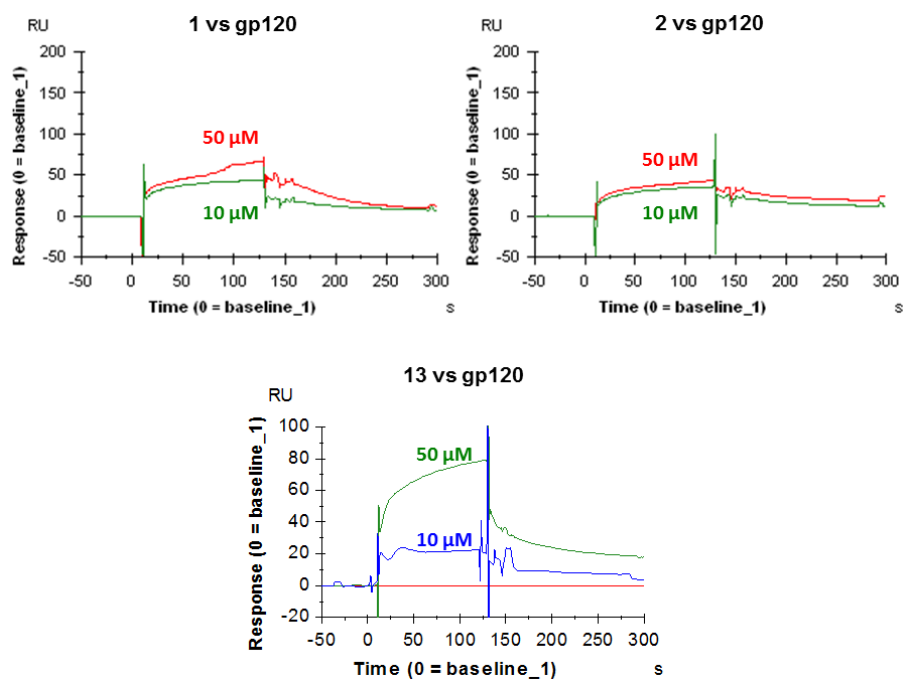 1 vs gp120
RU
200
150
100
50
0
-50
Response (0 = baseline_1)
50 µM
10 µM
-50 0 50 100 150 200 250 300
Time (0 = baseline_1)
s
2 vs gp120
RU
200
150
100
50
0
-50
Response (0 = baseline_1)
50 µM
10 µM
-50 0 50 100 150 200 250 300
Time (0 = baseline_1)
s
13 vs gp120
RU
100
80
60
40
20
0
-20
Response (0 = baseline_1)
50 µM
10 µM
-50 0 50 100 150 200 250 300
Time (0 = baseline_1)
s